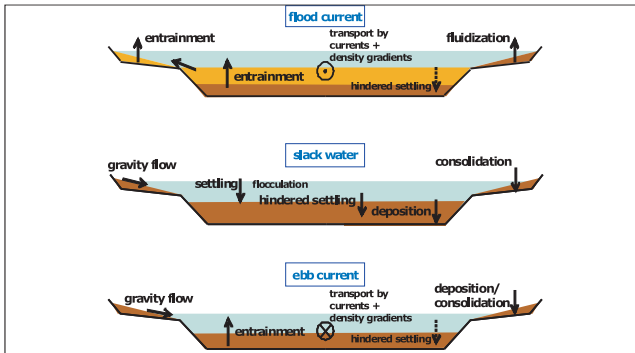 flood current
entrainment
transport by
currents +
density gradients
fluidization
entrainment
hindered settling
slack water
gravity flow
consolidation
settling
flocculation
hindered settling
deposition
ebb current
gravity flow
transport by
currents +
density gradients
deposition/
consolidation
entrainment
hindered settling